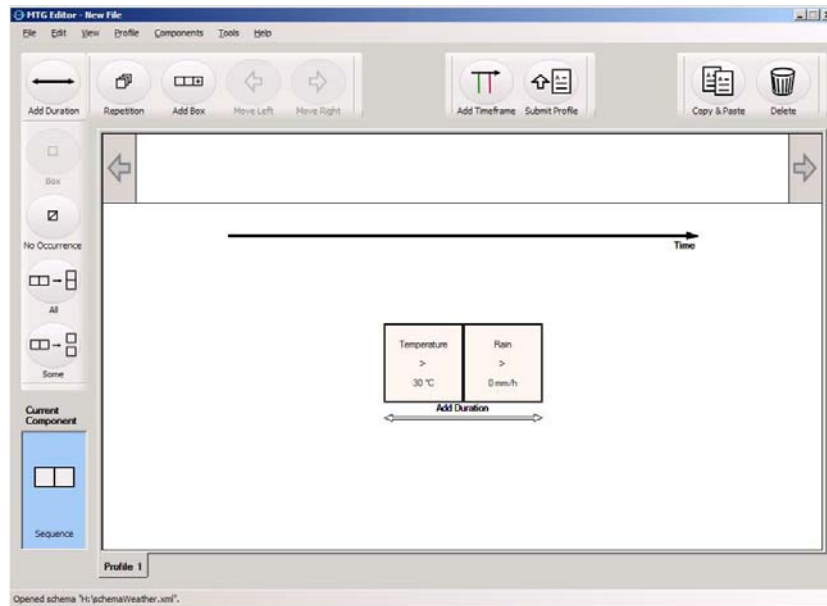 MTG Editor - New File
File Edit View Profile Components Tools Help
Add Duration
Repetition
Add Box
Move Left
Move Right
Add Timeframe
Submit Profile
Copy & Paste
Delete
Box
No Occurrence
All
Some
Current
Component
Sequence
Time
Temperature
>
30 °C
Rain
>
0 mm/h
Add Duration
Profile 1
Opened schema "H:\schemaWeather.xml".